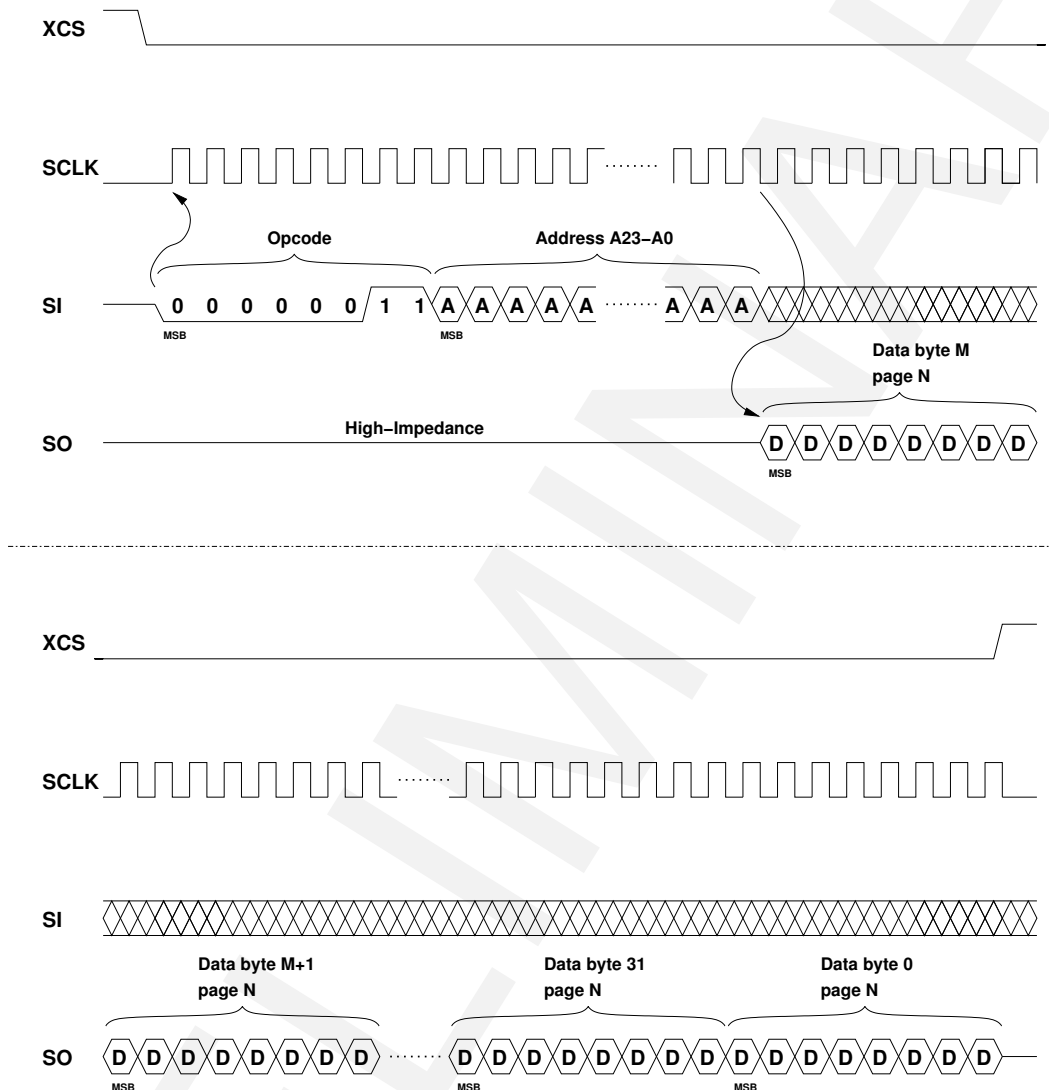 XCS
SCLK
Opcode
Address A23−A0
SI
0 0 0 0 0 0 1 1 A A A A A A A A
MSB
MSB
Data byte M
page N
High−Impedance
SO
D D D D D D D D
MSB
XCS
SCLK
SI
Data byte M+1
page N
Data byte 31
page N
Data byte 0
page N
SO
D D D D D D D D D D D D D D D D D D D D D D D D
MSB
MSB
MSB